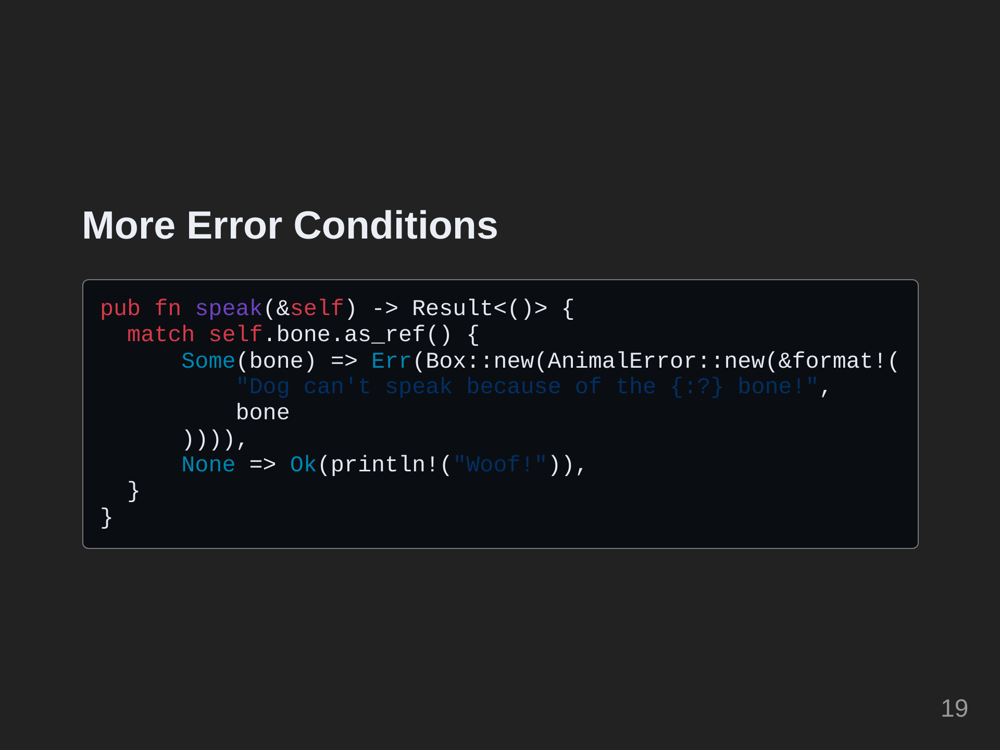 More Error Conditions
pub fn speak(&self) -> Result<()> {
  match self.bone.as_ref() {
      Some(bone) => Err(Box::new(AnimalError::new(&format!(
          "Dog can't speak because of the {:?} bone!",
          bone
      )))),
      None => Ok(println!("Woof!")),
  }
}
19